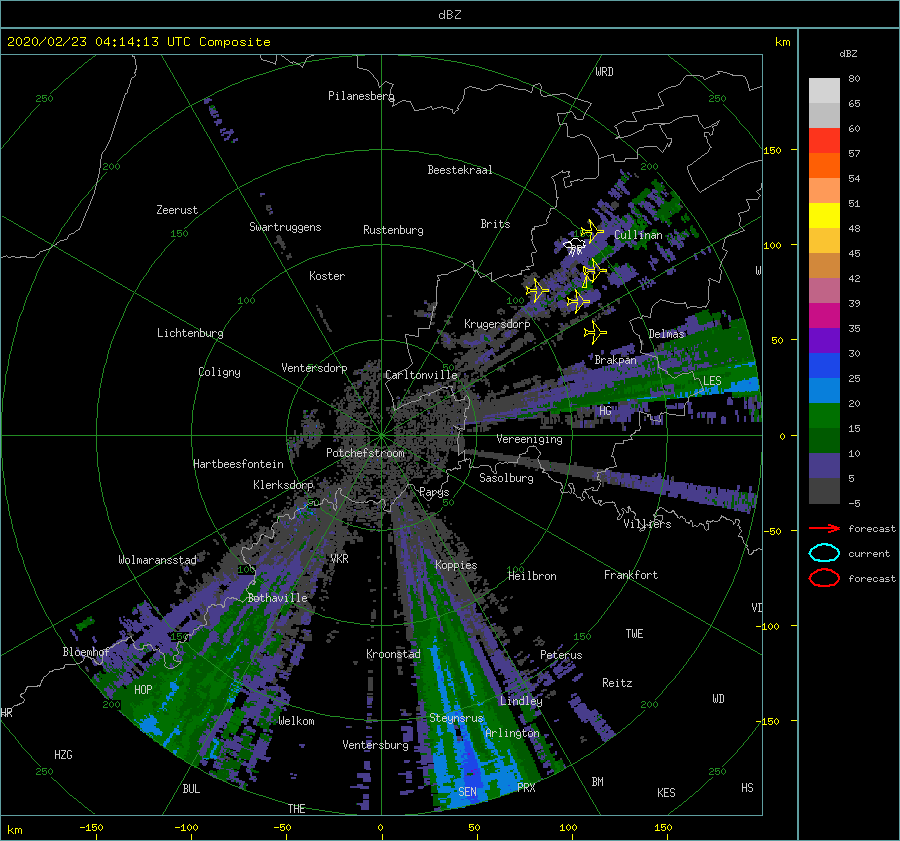 dBZ
2020/02/23 04:14:13 UTC Composite
km
dBZ
80
65
60
57
54
51
48
45
42
39
35
30
25
20
15
10
5
-5
forecast
current
forecast
WRD
Pilanesberg
250
250
150
200
200
Beestekraal
Zeerust
Swartruggens
150
Rustenburg
Brits
Cullinan
100
W
Koster
100
100
Krugersdorp
Lichtenburg
Delmas
50
Ventersdorp
Brakpan
Coligny
Carltonville
LES
HG
Vereeniging
0
Potchefstroom
Hartbeesfontein
Sasolburg
Klerksdorp
Parys
50
50
Villiers
-50
Wolmaransstad
VKR
Koppies
100
100
Heilbron
Frankfort
Bothaville
VD
-100
150
150
TWE
Bloemhof
Kroonstad
Peterus
HOP
Reitz
WD
200
200
Lindley
HR
Welkom
Steynsrus
-150
Arlington
HZG
Ventersburg
250
250
BUL
SEN
PRX
BM
KES
HS
THE
km
-150
-100
-50
0
50
100
150